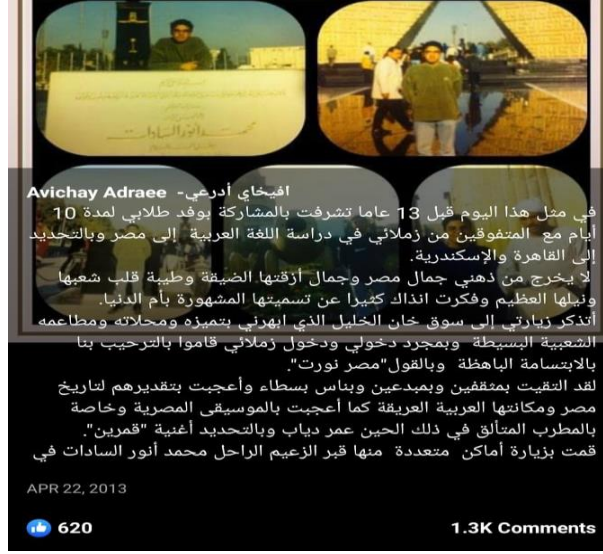 محمد أنور السادات
Avichay Adraee -افيخاي أدرعي
في مثل هذا اليوم قبل 13 عاما تشرفت بالمشاركة بوفد طلابي لمدة 10
أيام مع المتفوقين من زملائي في دراسة اللغة العربية إلى مصر وبالتحديد
إلى القاهرة والإسكندرية.
لا يخرج من ذهني جمال مصر وجمال أزقتها الضيقة وطيبة قلب شعبها
ونيلها العظيم وفكرت انذاك كثيرا عن تسميتها المشهورة بأم الدنيا.
أتذكر زيارتي إلى سوق خان الخليل الذي ابهرني بتميزه ومحلاته ومطاعمه
الشعبية البسيطة وبمجرد دخولي ودخول زملائي قاموا بالترحيب بنا
بالابتسامة الباهظة وبالقول"مصر نورت".
لقد التقيت بمثقفين وبمبدعين وبناس بسطاء وأعجبت بتقديرهم لتاريخ
مصر ومكانتها العربية العريقة كما أعجبت بالموسيقى المصرية وخاصة
بالمطرب المتألق في ذلك الحين عمر دياب وبالتحديد أغنية "قمرين".
قمت بزيارة أماكن متعددة منها قبر الزعيم الراحل محمد أنور السادات في
APR 22, 2013
620
1.3K Comments